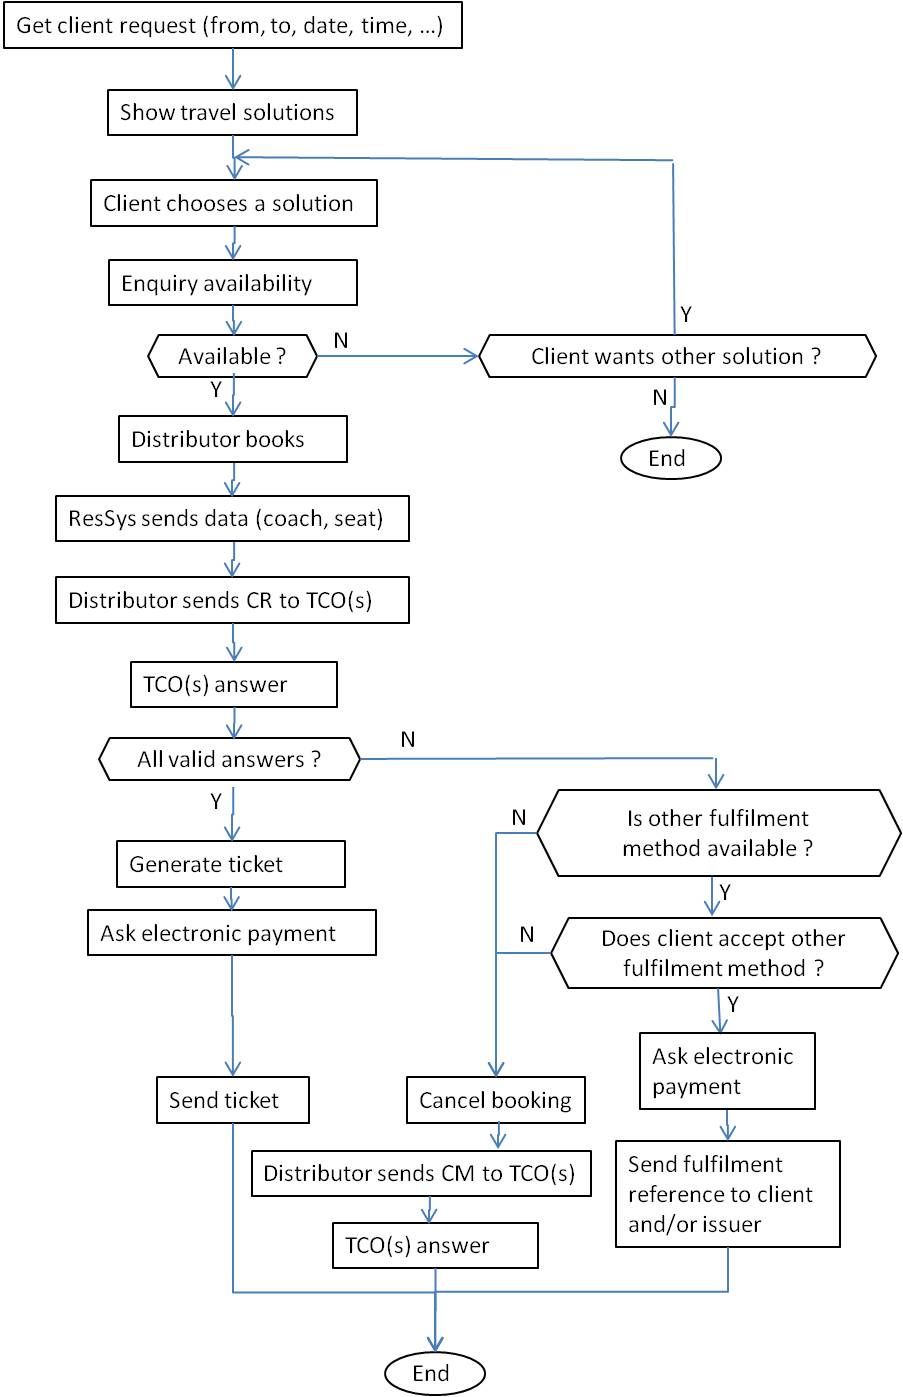 Get client request (from, to, date, time, ...)
Show travel solutions
Client chooses a solution
Enquiry availability
Y
Available ?
N
Client wants other solution ?
Y
N
Distributor books
End
ResSys sends data (coach, seat)
Distributor sends CR to TCO(s)
TCO(s) answer
N
All valid answers ?
Y
N
Is other fulfilment
method available ?
Generate ticket
Y
Ask electronic payment
N
Does client accept other
fulfilment method ?
Y
Ask electronic
payment
Send ticket
Cancel booking
Distributor sends CM to TCO(s)
Send fulfilment
reference to client
and/or issuer
TCO(s) answer
End